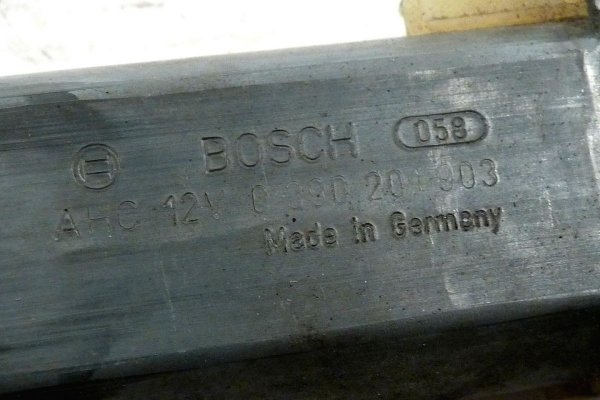 BOSCH 058
AHC 12V 0 390 201 903
Made in Germany